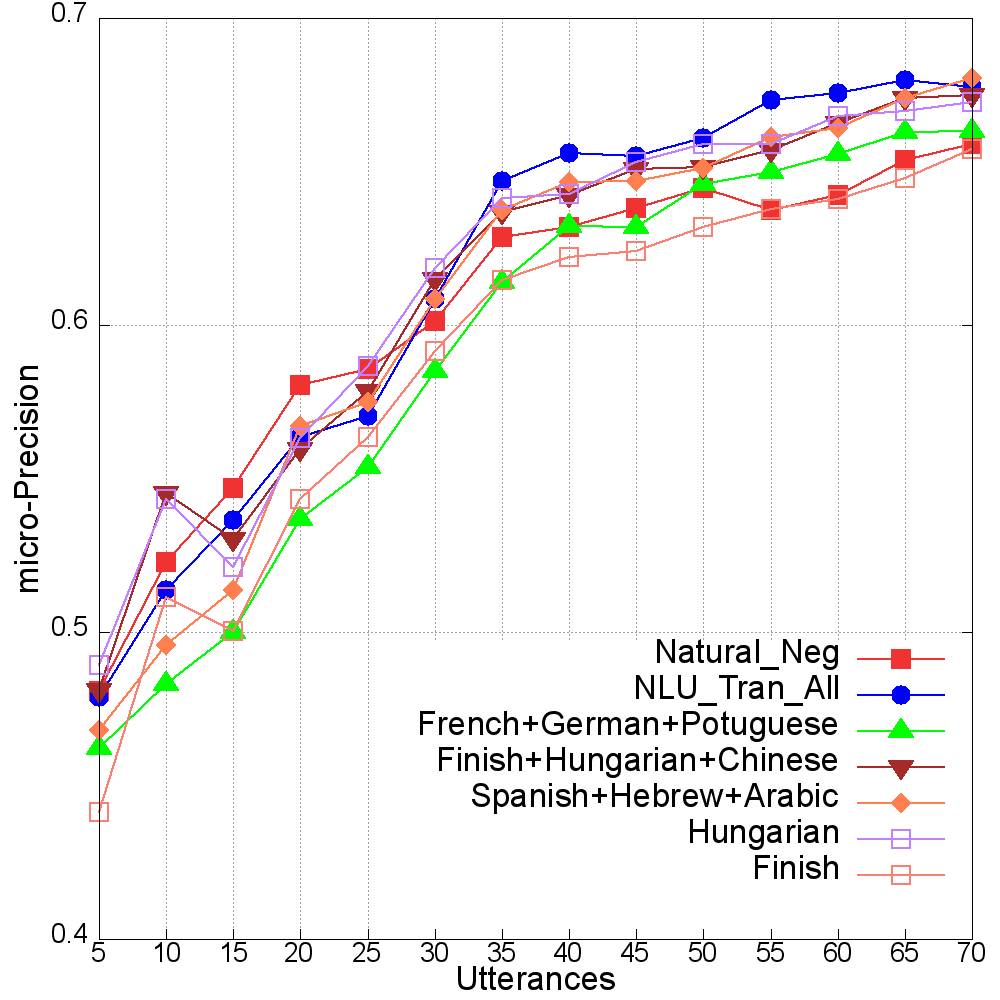 0.7
0.6
0.5
0.4
micro-Precision
Natural_Neg
NLU_Tran_All
French+German+Potuguese
Finish+Hungarian+Chinese
Spanish+Hebrew+Arabic
Hungarian
Finish
5 10 15 20 25 30 35 40 45 50 55 60 65 70
Utterances